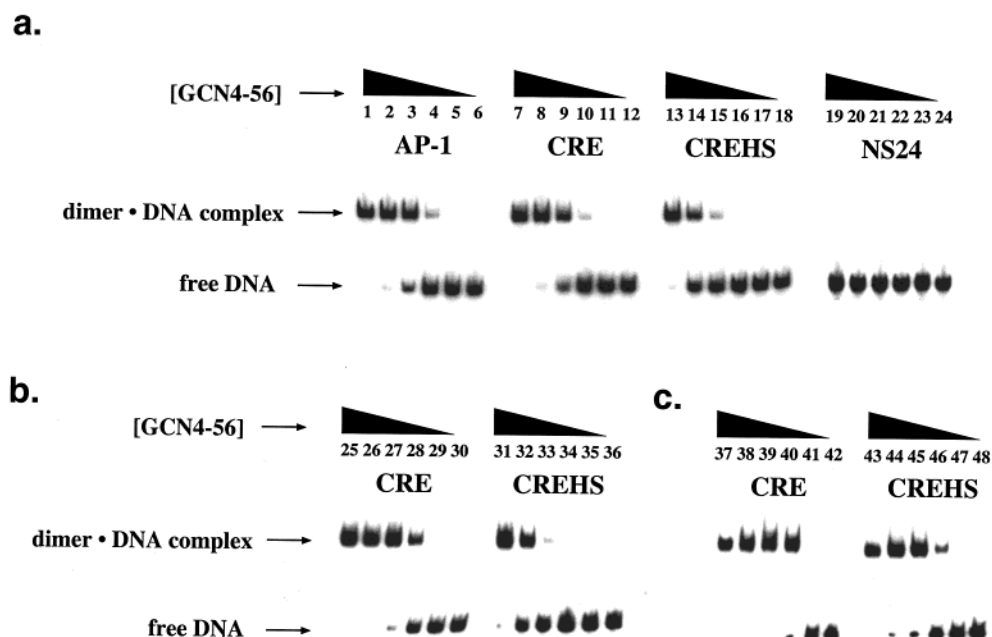 a.
[GCN4-56]
1 2 3 4 5 6 7 8 9 10 11 12 13 14 15 16 17 18 19 20 21 22 23 24
AP-1 CRE CREHS NS24
dimer • DNA complex
free DNA
b.
c.
[GCN4-56]
25 26 27 28 29 30 31 32 33 34 35 36 37 38 39 40 41 42 43 44 45 46 47 48
CRE CREHS CRE CREHS
dimer • DNA complex
free DNA